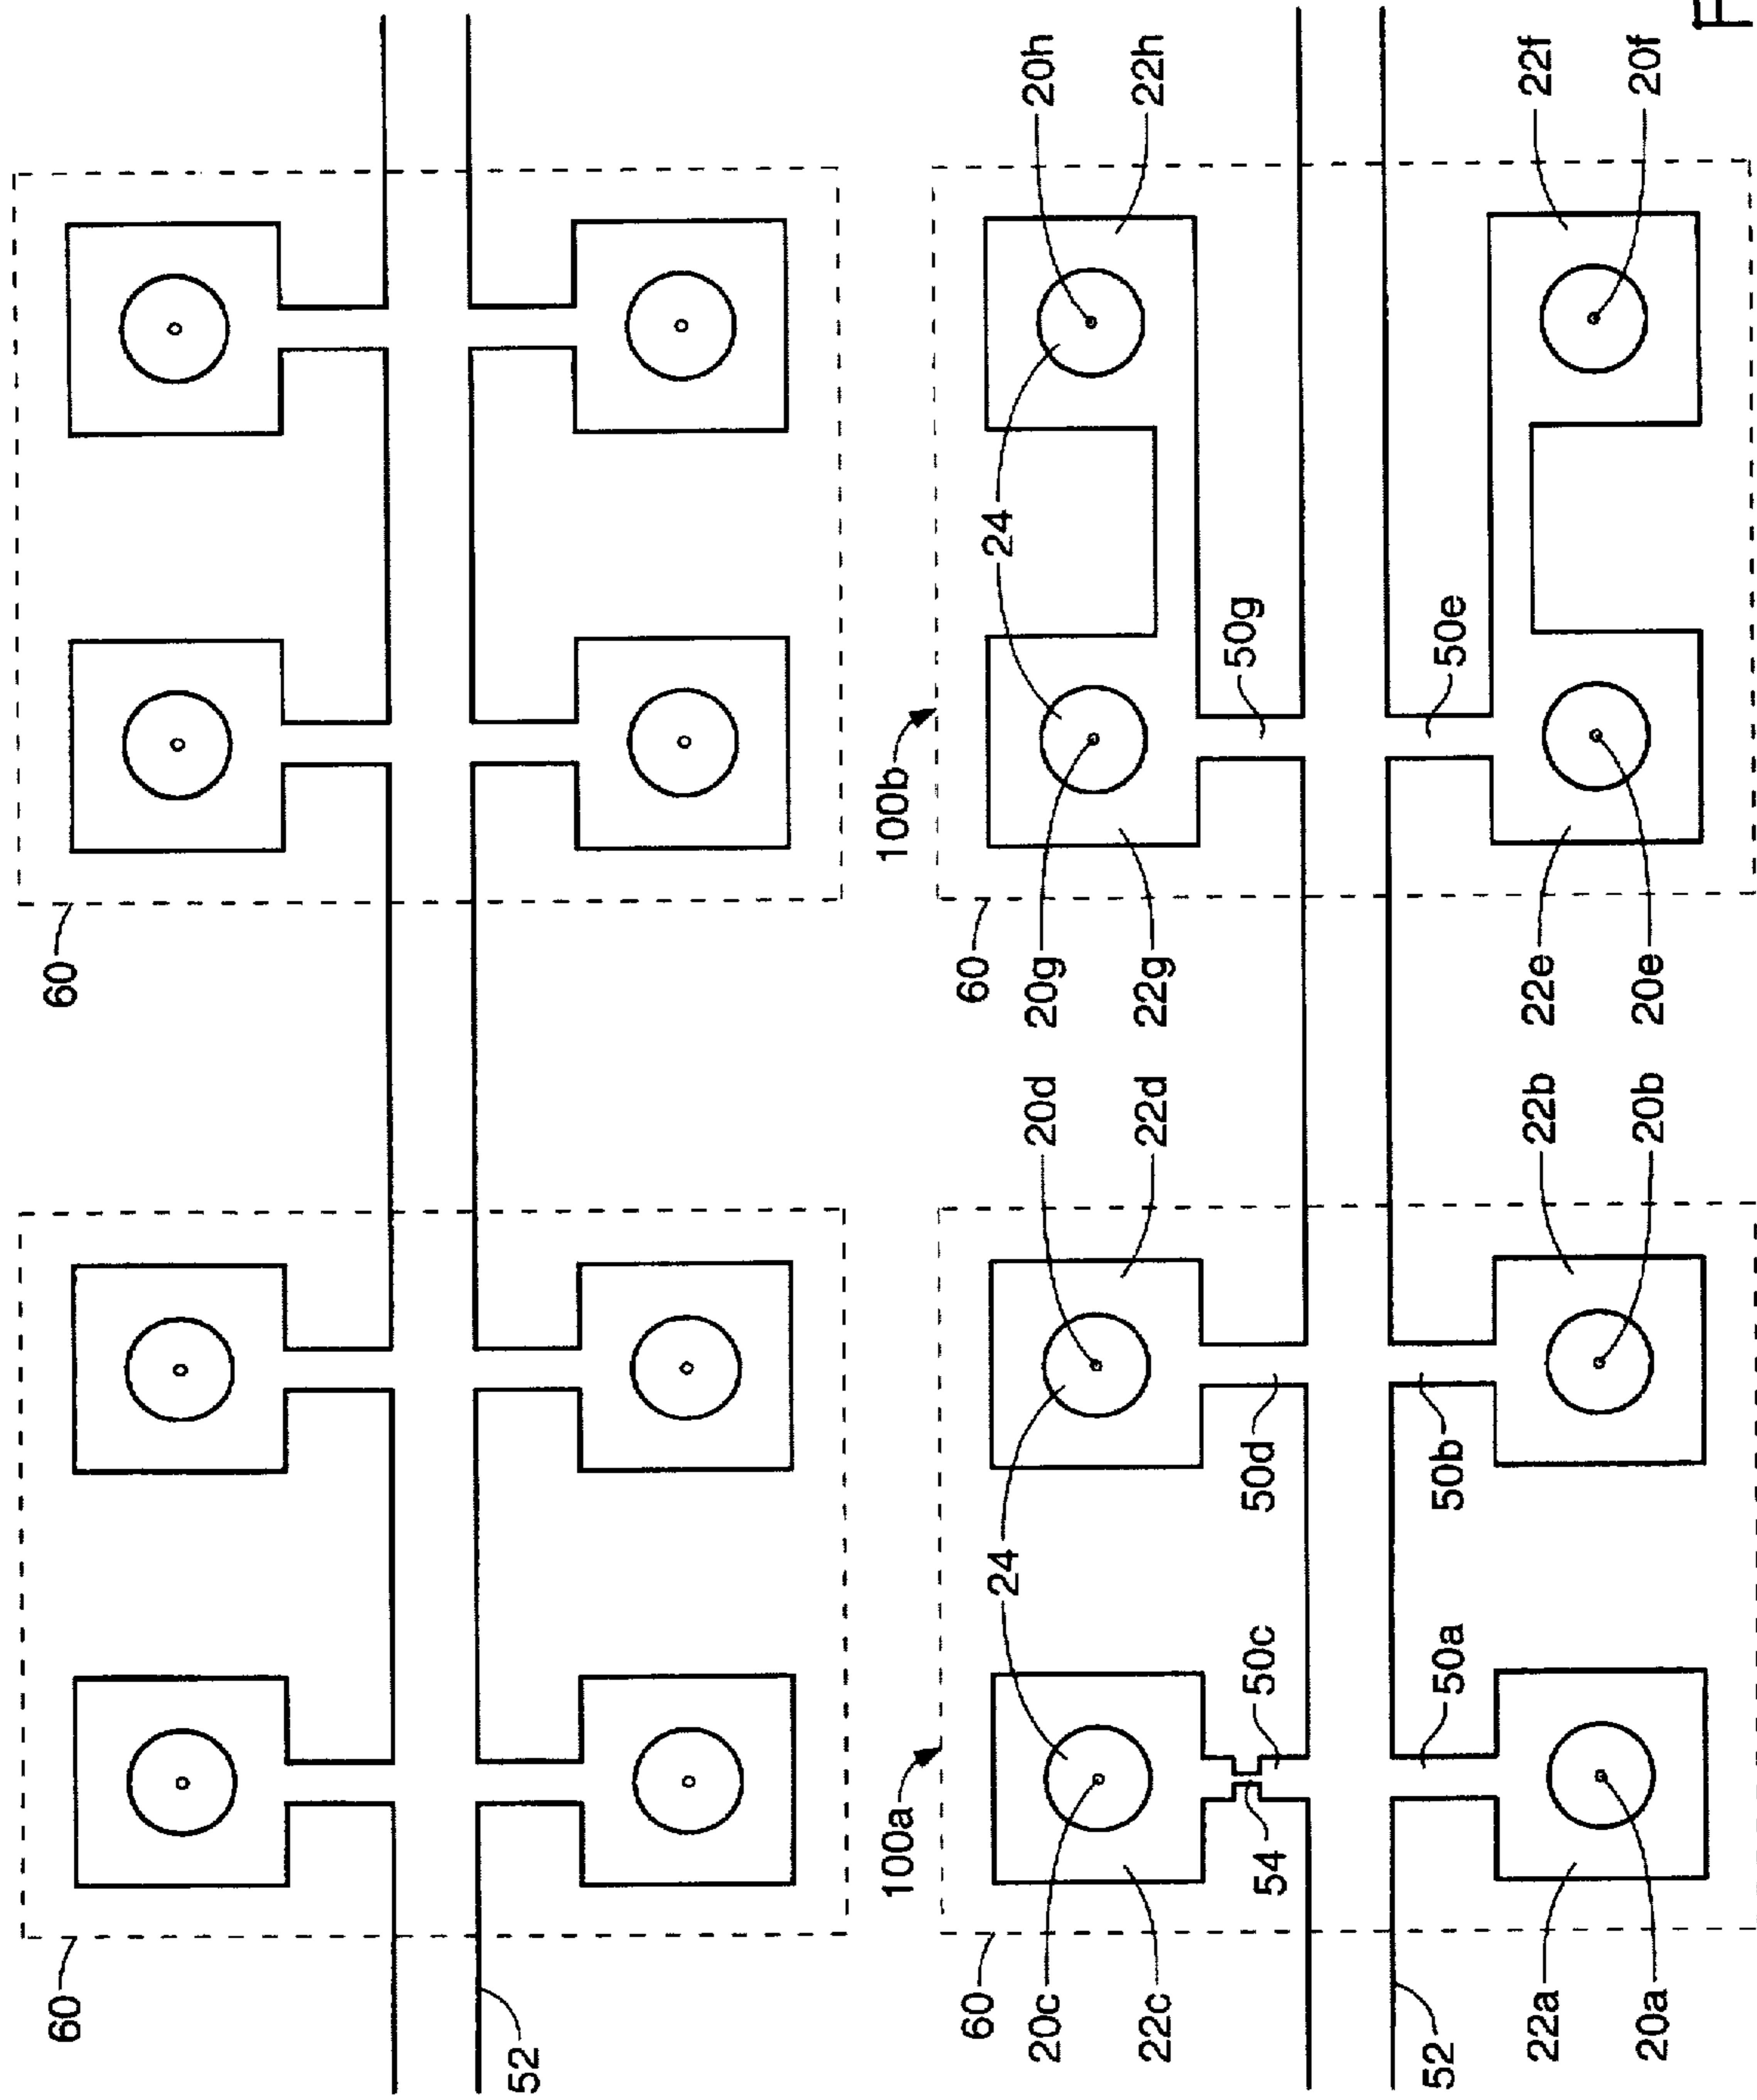 60 60
52
100a 100b
60 60
24 24
20c 20d 20g 20h
22c 22d 22g 22h
54 50c 50d 50g
52 50a 50b 50e
22a 22b 22e 22f
20a 20b 20e 20f